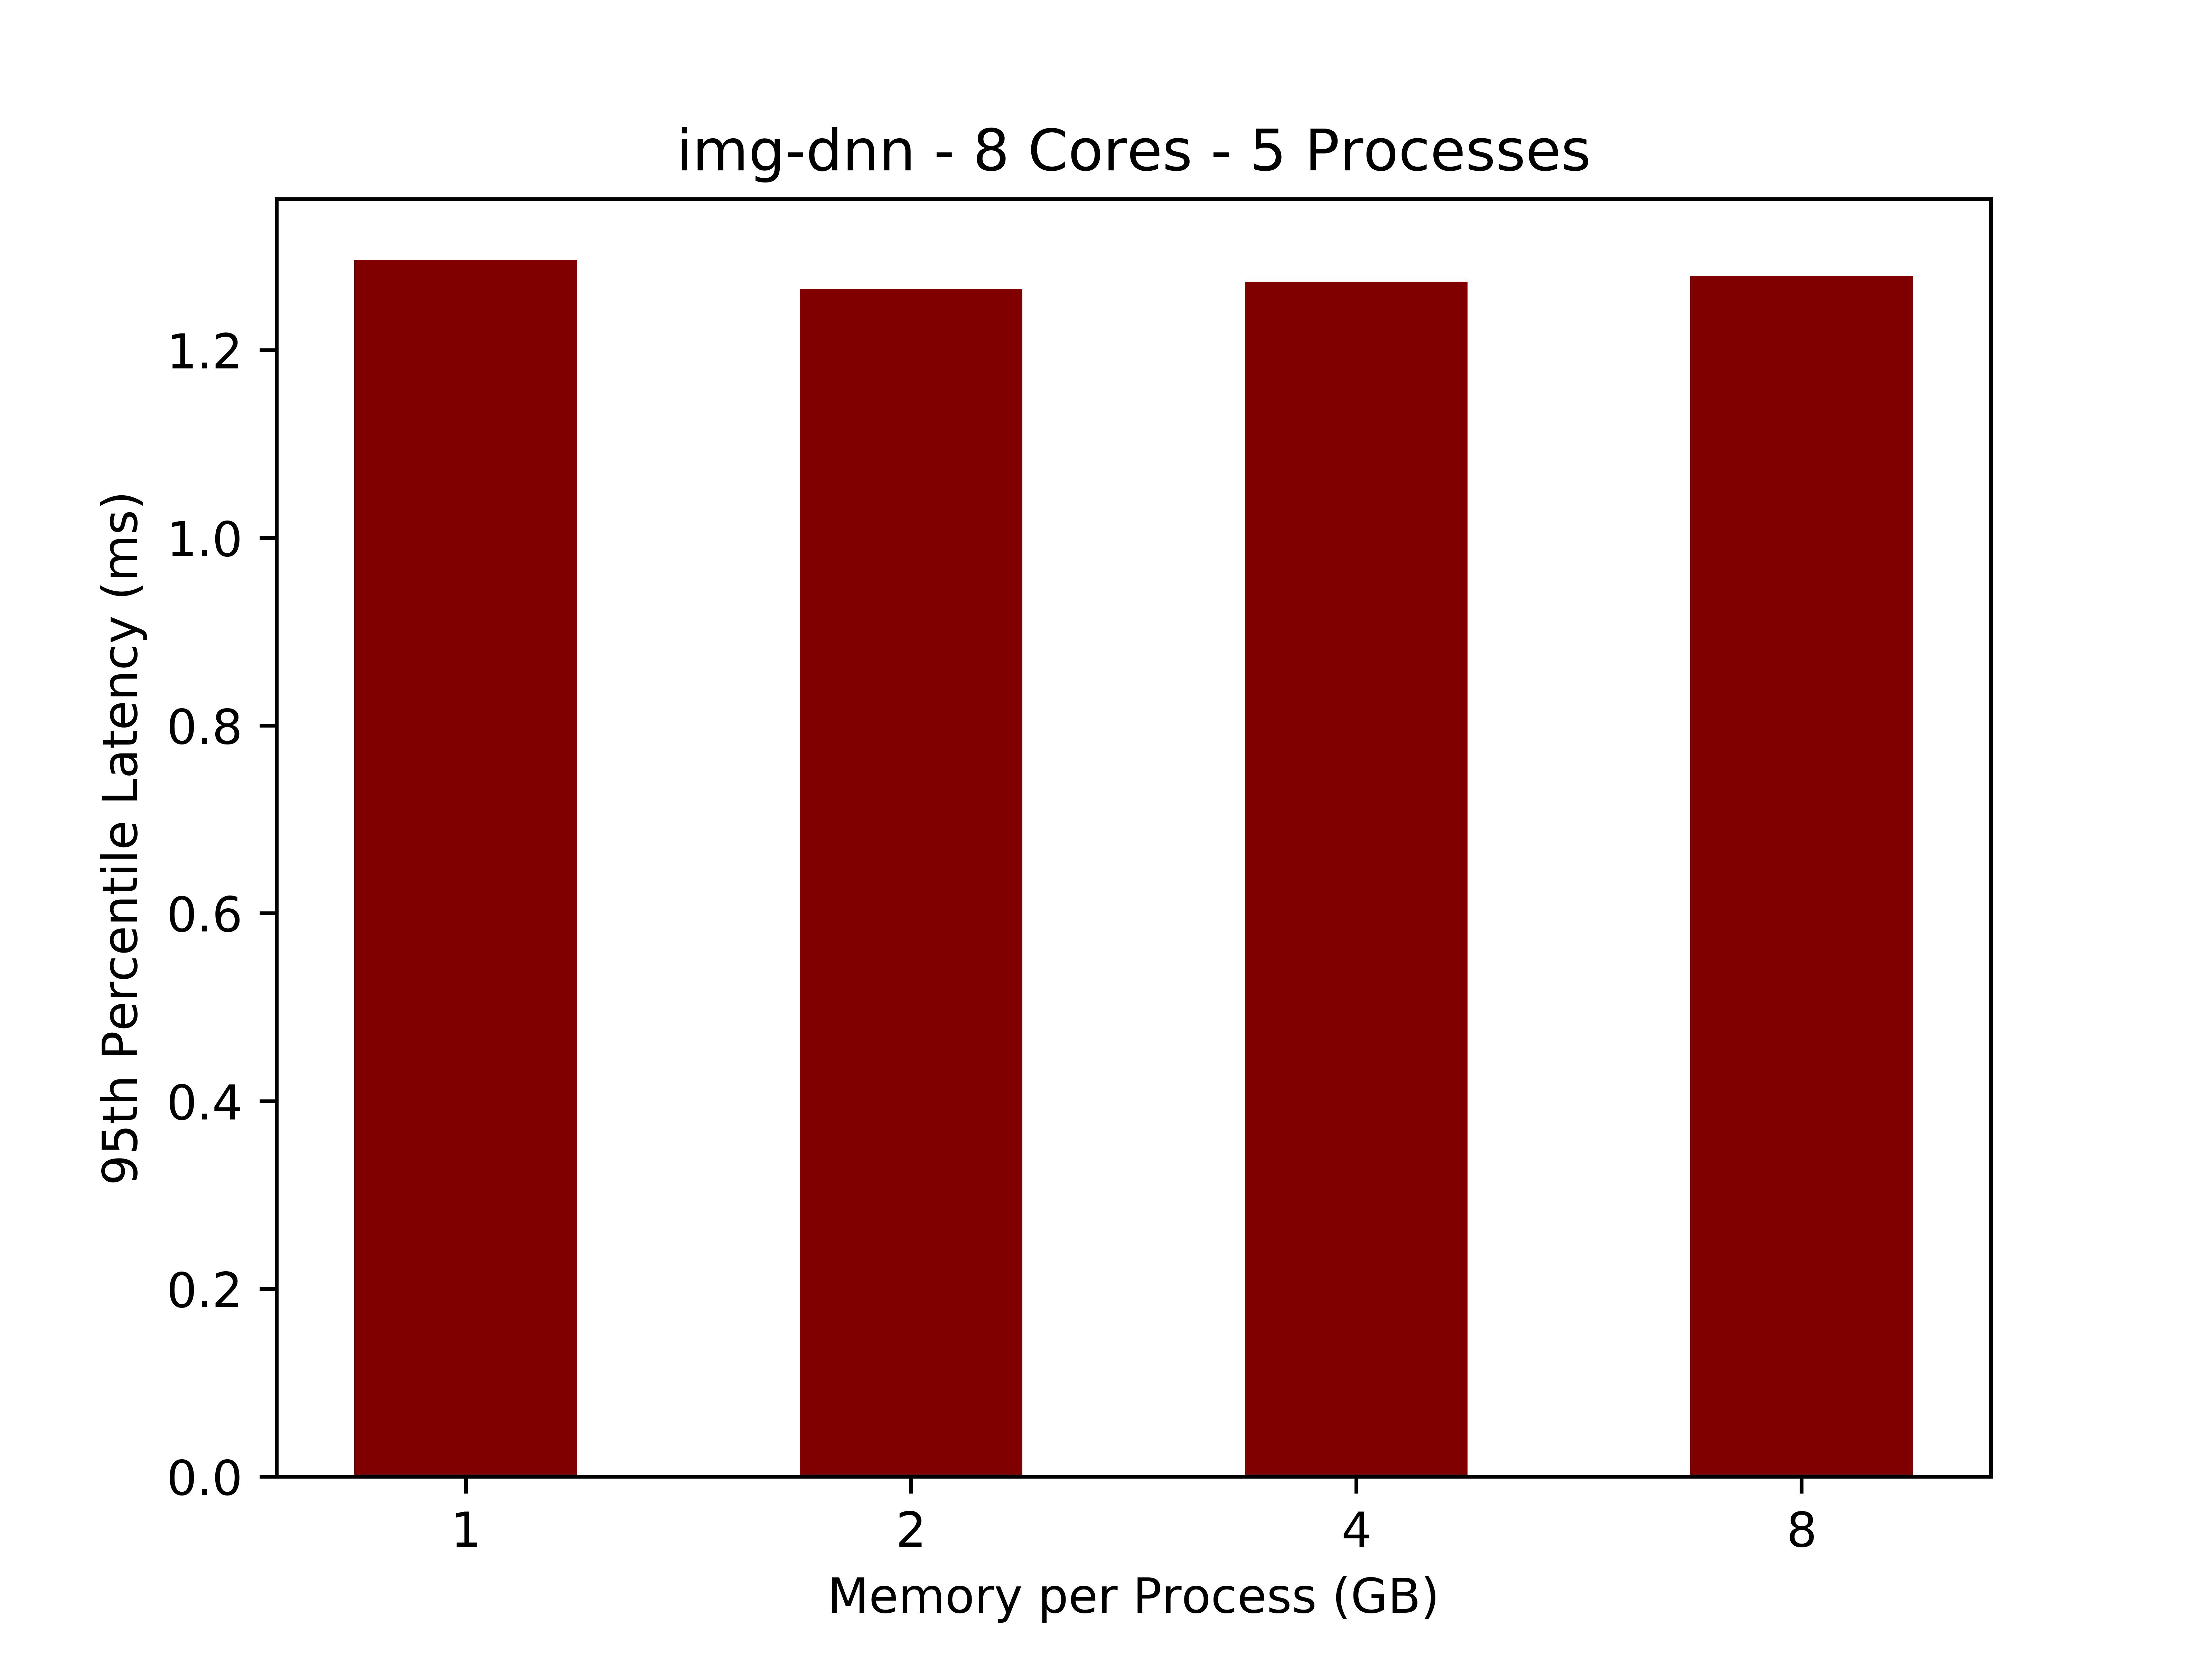 img-dnn - 8 Cores - 5 Processes
95th Percentile Latency (ms)
1.2
1.0
0.8
0.6
0.4
0.2
0.0
1 2 4 8
Memory per Process (GB)